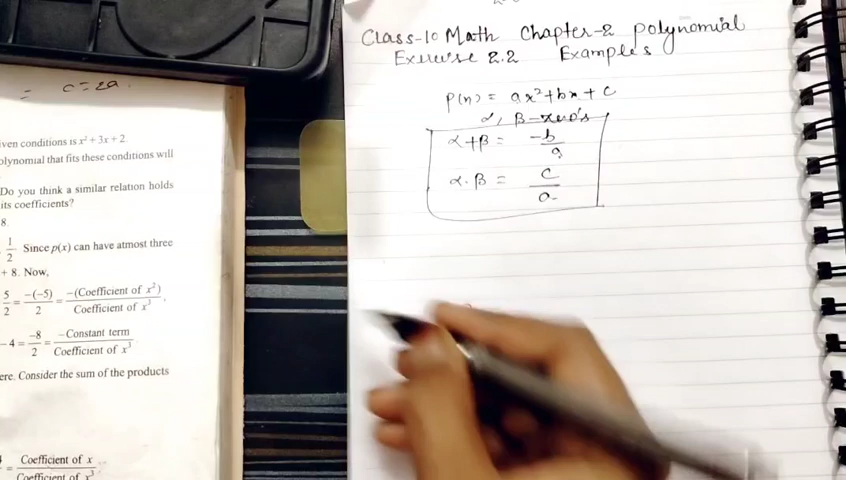 = c=2a.
iven conditions is x² + 3x + 2.
olynomial that fits these conditions will
Do you think a similar relation holds
its coefficients?
8.
1/2 Since p(x) can have atmost three
+ 8. Now,
5/2 = -(-5)/2 = -(Coefficient of x²)/Coefficient of x³,
-4 = -8/2 = -Constant term/Coefficient of x³
ere. Consider the sum of the products
= Coefficient of x/Coefficient of x³
Class-10 Math Chapter-2 polynomial
Exercise 2.2 Examples
P(n) = ax²+bx+c
α, β-zero's
α+β = -b/a
α.β = c/a